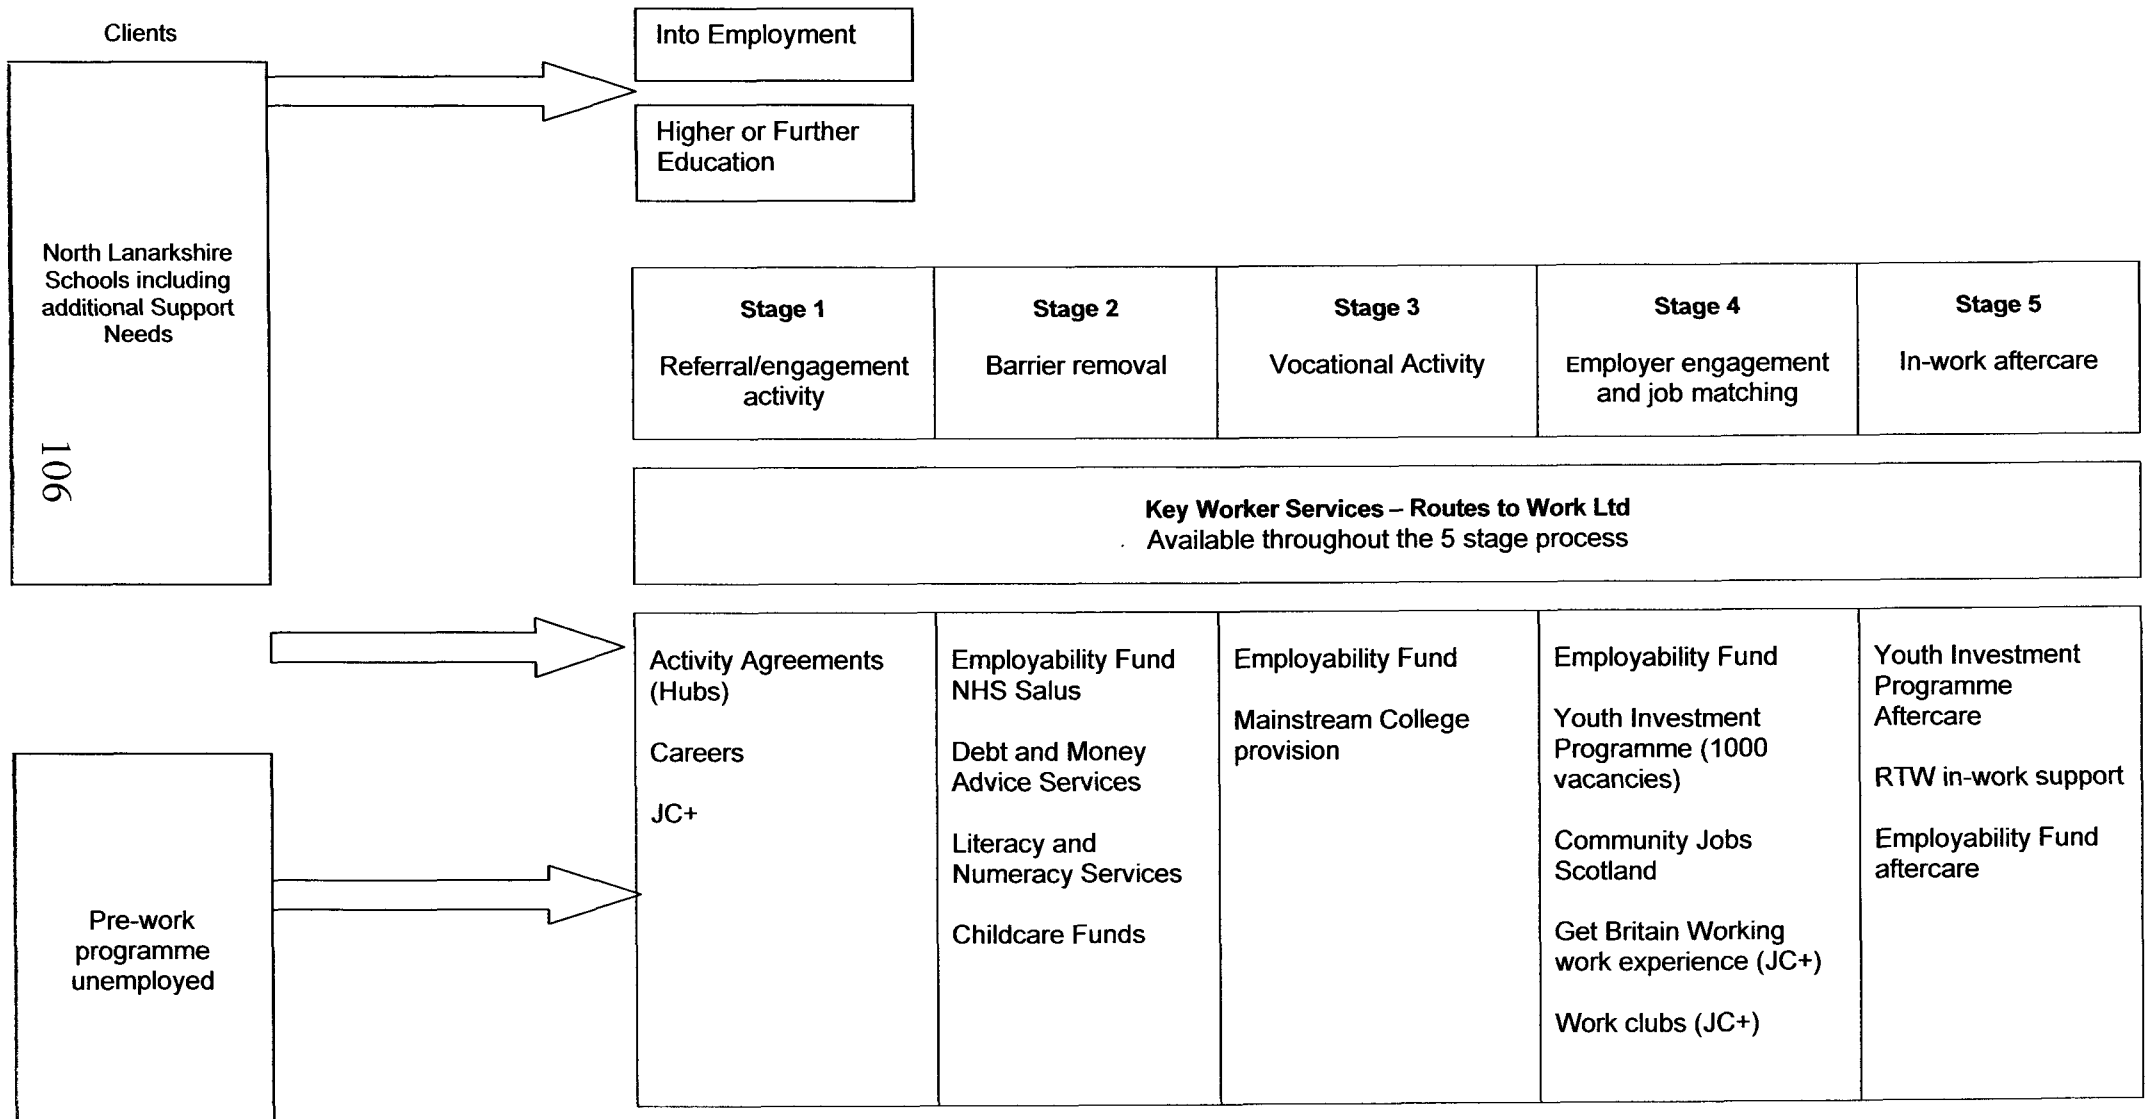 Clients
Into Employment
Higher or Further
Education
North Lanarkshire
Schools including
additional Support
Needs
106
Stage 1
Referral/engagement
activity
Stage 2
Barrier removal
Stage 3
Vocational Activity
Stage 4
Employer engagement
and job matching
Stage 5
In-work aftercare
Key Worker Services – Routes to Work Ltd
Available throughout the 5 stage process
Activity Agreements
(Hubs)
Careers
JC+
Employability Fund
NHS Salus
Debt and Money
Advice Services
Literacy and
Numeracy Services
Childcare Funds
Employability Fund
Mainstream College
provision
Employability Fund
Youth Investment
Programme (1000
vacancies)
Community Jobs
Scotland
Get Britain Working
work experience (JC+)
Work clubs (JC+)
Youth Investment
Programme
Aftercare
RTW in-work support
Employability Fund
aftercare
Pre-work
programme
unemployed